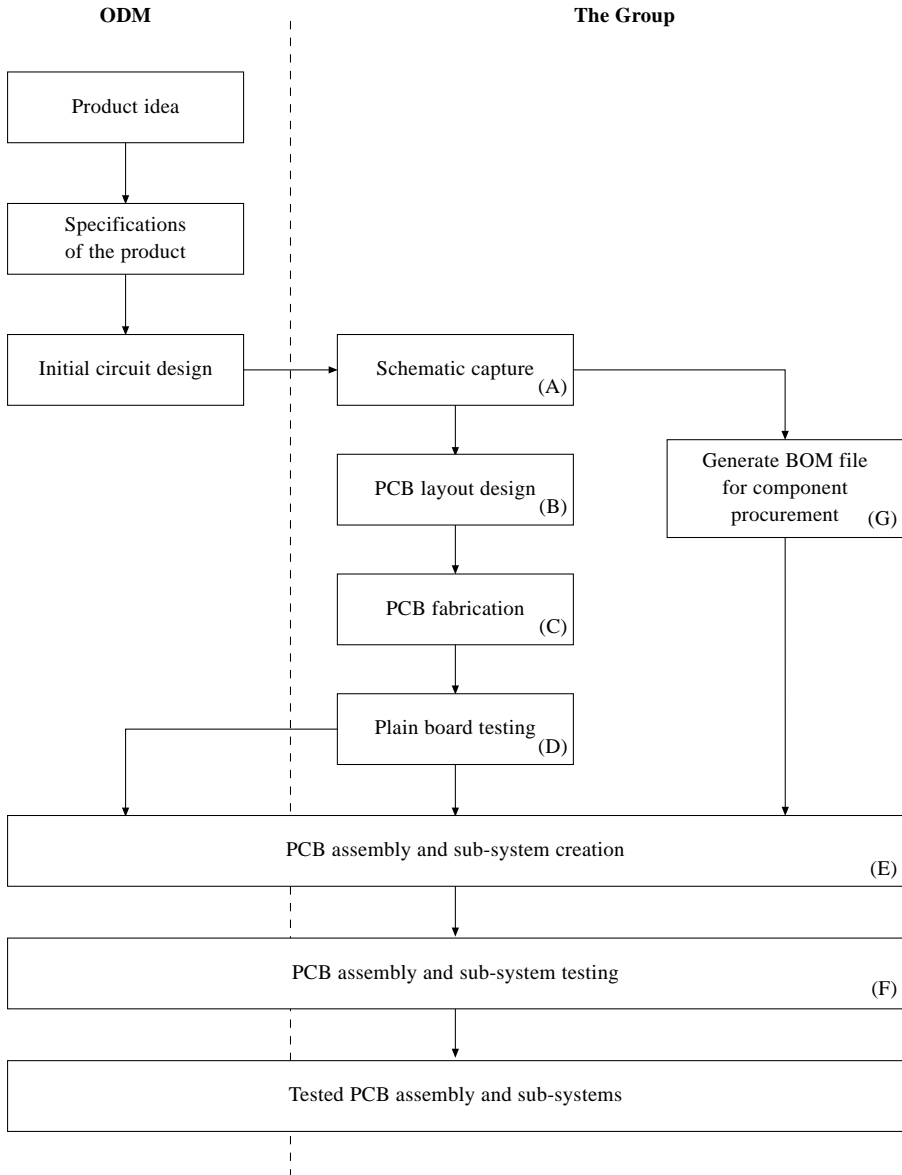 ODM
The Group
Product idea
Specifications
of the product
Initial circuit design
Schematic capture
(A)
PCB layout design
(B)
Generate BOM file
for component
procurement
(G)
PCB fabrication
(C)
Plain board testing
(D)
PCB assembly and sub-system creation
(E)
PCB assembly and sub-system testing
(F)
Tested PCB assembly and sub-systems